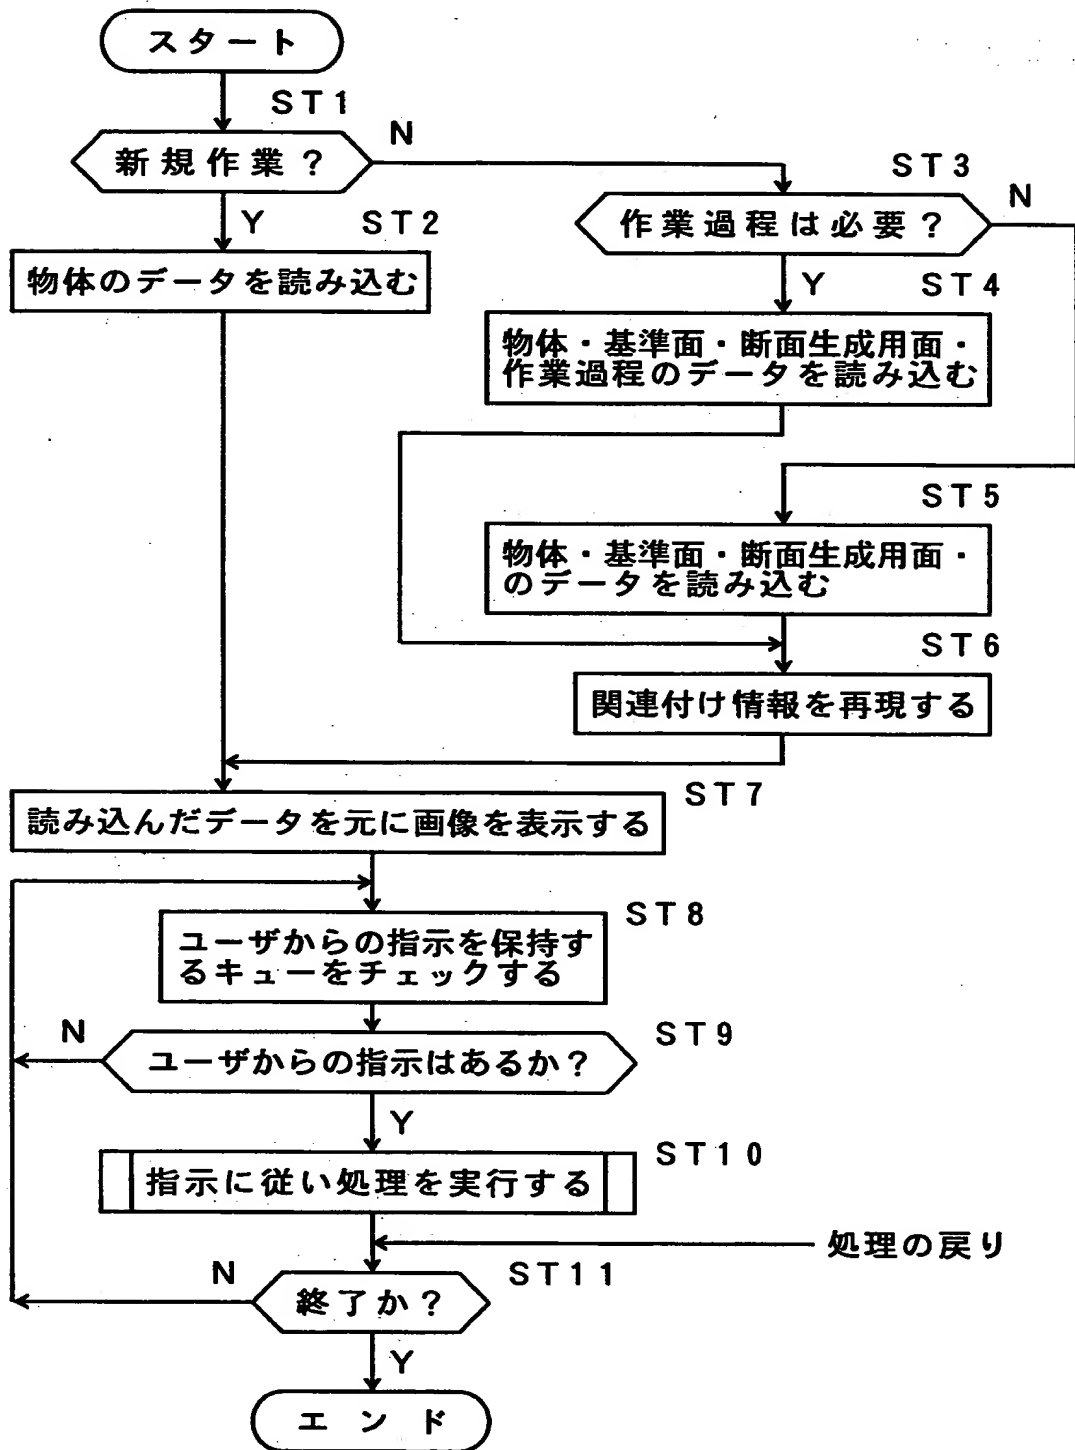 スタート
ST1
新規作業?
N
Y
ST2
物体のデータを読み込む
ST3
作業過程は必要?
N
Y
ST4
物体・基準面・断面生成用面・
作業過程のデータを読み込む
ST5
物体・基準面・断面生成用面・
のデータを読み込む
ST6
関連付け情報を再現する
ST7
読み込んだデータを元に画像を表示する
ST8
ユーザからの指示を保持す
るキューをチェックする
ST9
N
ユーザからの指示はあるか?
Y
ST10
指示に従い処理を実行する
処理の戻り
ST11
N
終了か?
Y
エンド